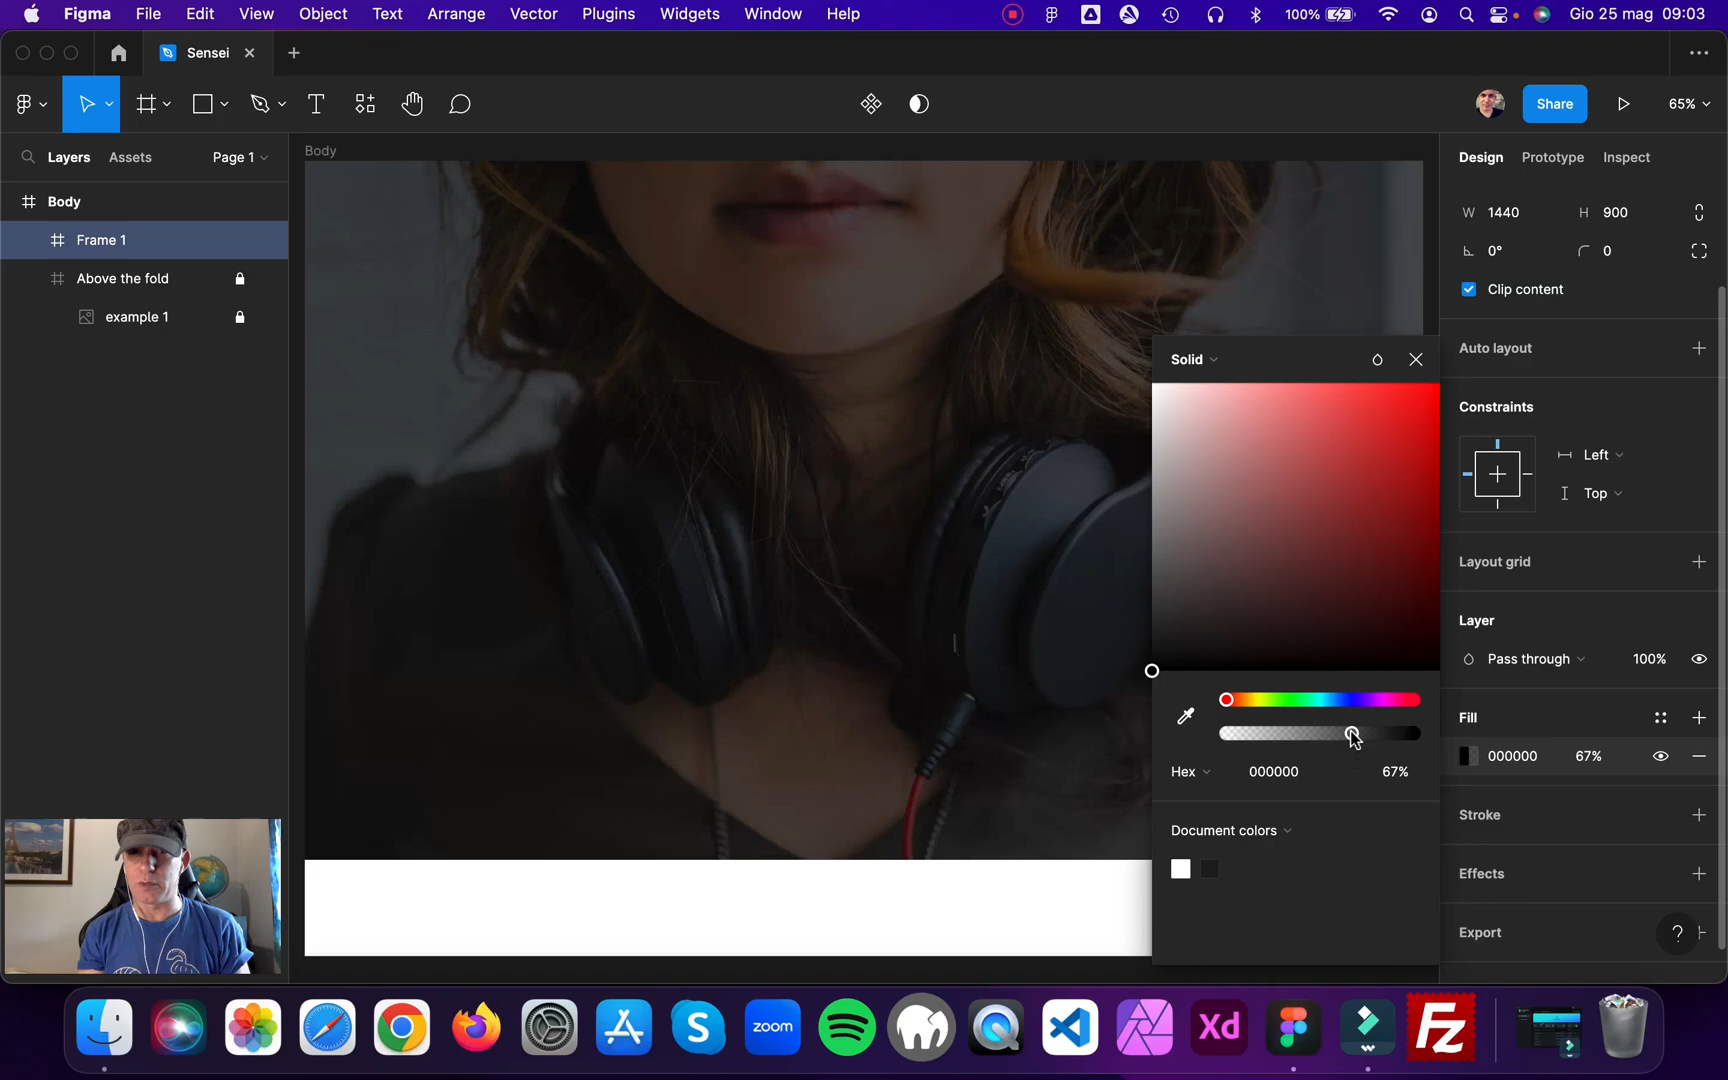 Figma File Edit View Object Text Arrange Vector Plugins Widgets Window Help 100% Gio 25 mag 09:03
Sensei
Share 65%
Layers Assets Page 1
Body
Frame 1
Above the fold
example 1
Body
Solid
Hex 000000 67%
Document colors
Design Prototype Inspect
W 1440 H 900
0° 0
Clip content
Auto layout
Constraints
Left
Top
Layout grid
Layer
Pass through 100%
Fill
000000 67%
Stroke
Effects
Export
?
zoom
Xd
Fz